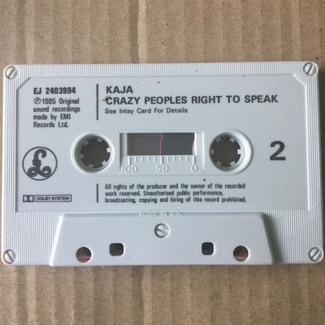 EJ 2403994
℗1985 Original
sound recordings
made by EMI
Records Ltd.
KAJA
CRAZY PEOPLES RIGHT TO SPEAK
See Inlay Card For Details
2
100 50 0
DOLBY SYSTEM
All rights of the producer and the owner of the recorded
work reserved. Unauthorised public performance,
broadcasting, copying and hiring of this record prohibited.